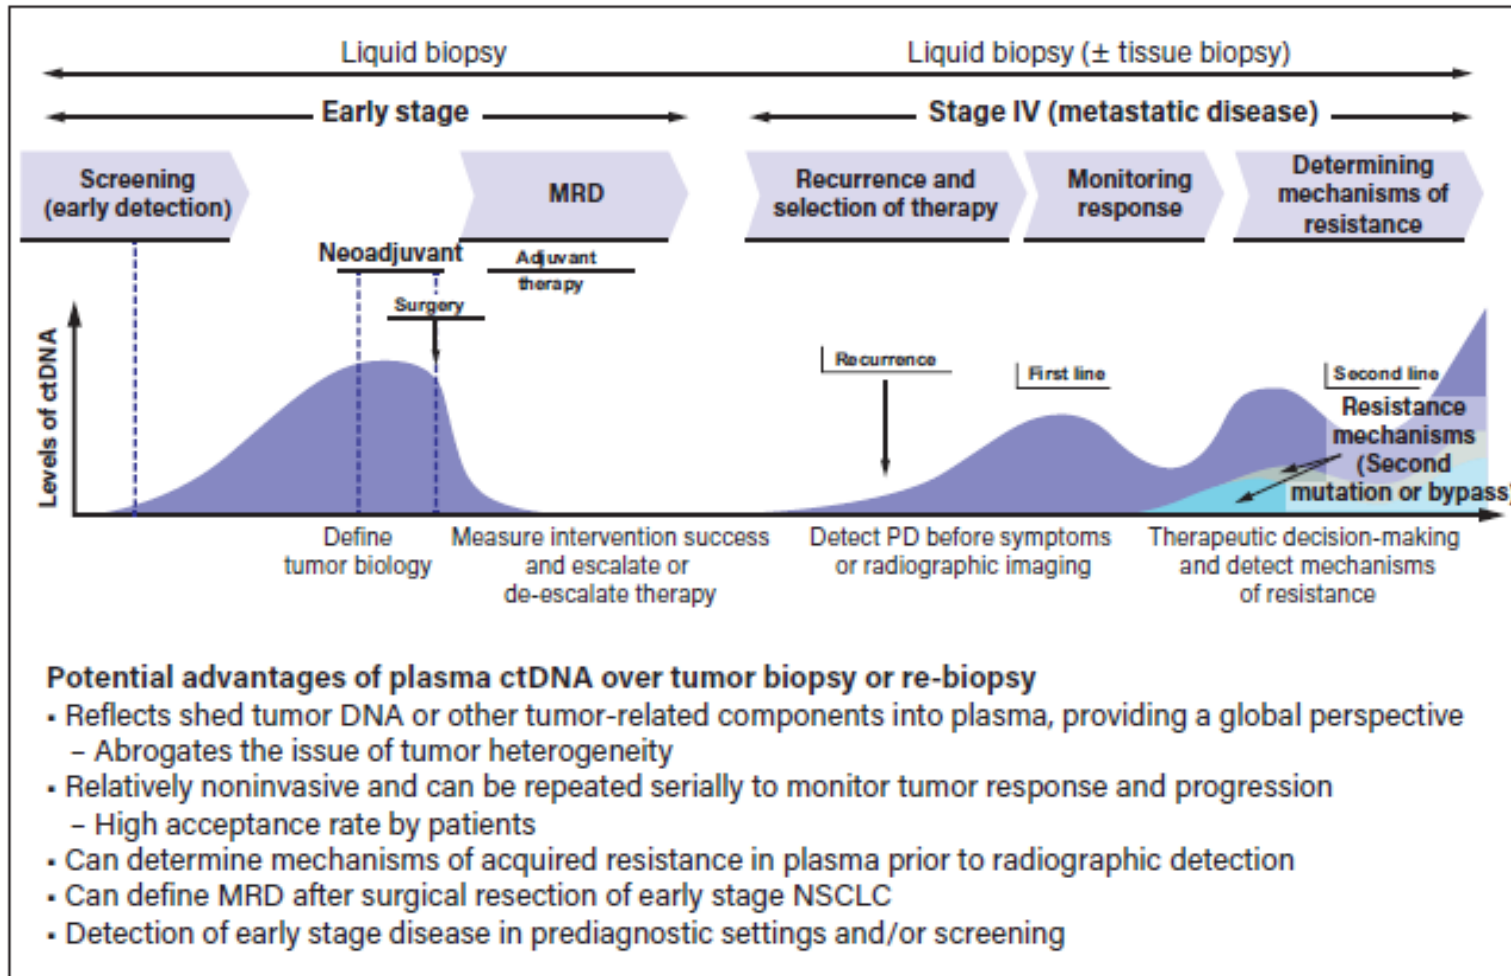 Liquid biopsy
Liquid biopsy (± tissue biopsy)
Early stage
Stage IV (metastatic disease)
Screening
(early detection)
MRD
Recurrence and
selection of therapy
Monitoring
response
Determining
mechanisms of
resistance
Neoadjuvant
Adjuvant
therapy
Surgery
Levels of ctDNA
Recurrence
First line
Second line
Resistance
mechanisms
(Second
mutation or bypass)
Define
tumor biology
Measure intervention success
and escalate or
de-escalate therapy
Detect PD before symptoms
or radiographic imaging
Therapeutic decision-making
and detect mechanisms
of resistance
Potential advantages of plasma ctDNA over tumor biopsy or re-biopsy
• Reflects shed tumor DNA or other tumor-related components into plasma, providing a global perspective
– Abrogates the issue of tumor heterogeneity
• Relatively noninvasive and can be repeated serially to monitor tumor response and progression
– High acceptance rate by patients
• Can determine mechanisms of acquired resistance in plasma prior to radiographic detection
• Can define MRD after surgical resection of early stage NSCLC
• Detection of early stage disease in prediagnostic settings and/or screening